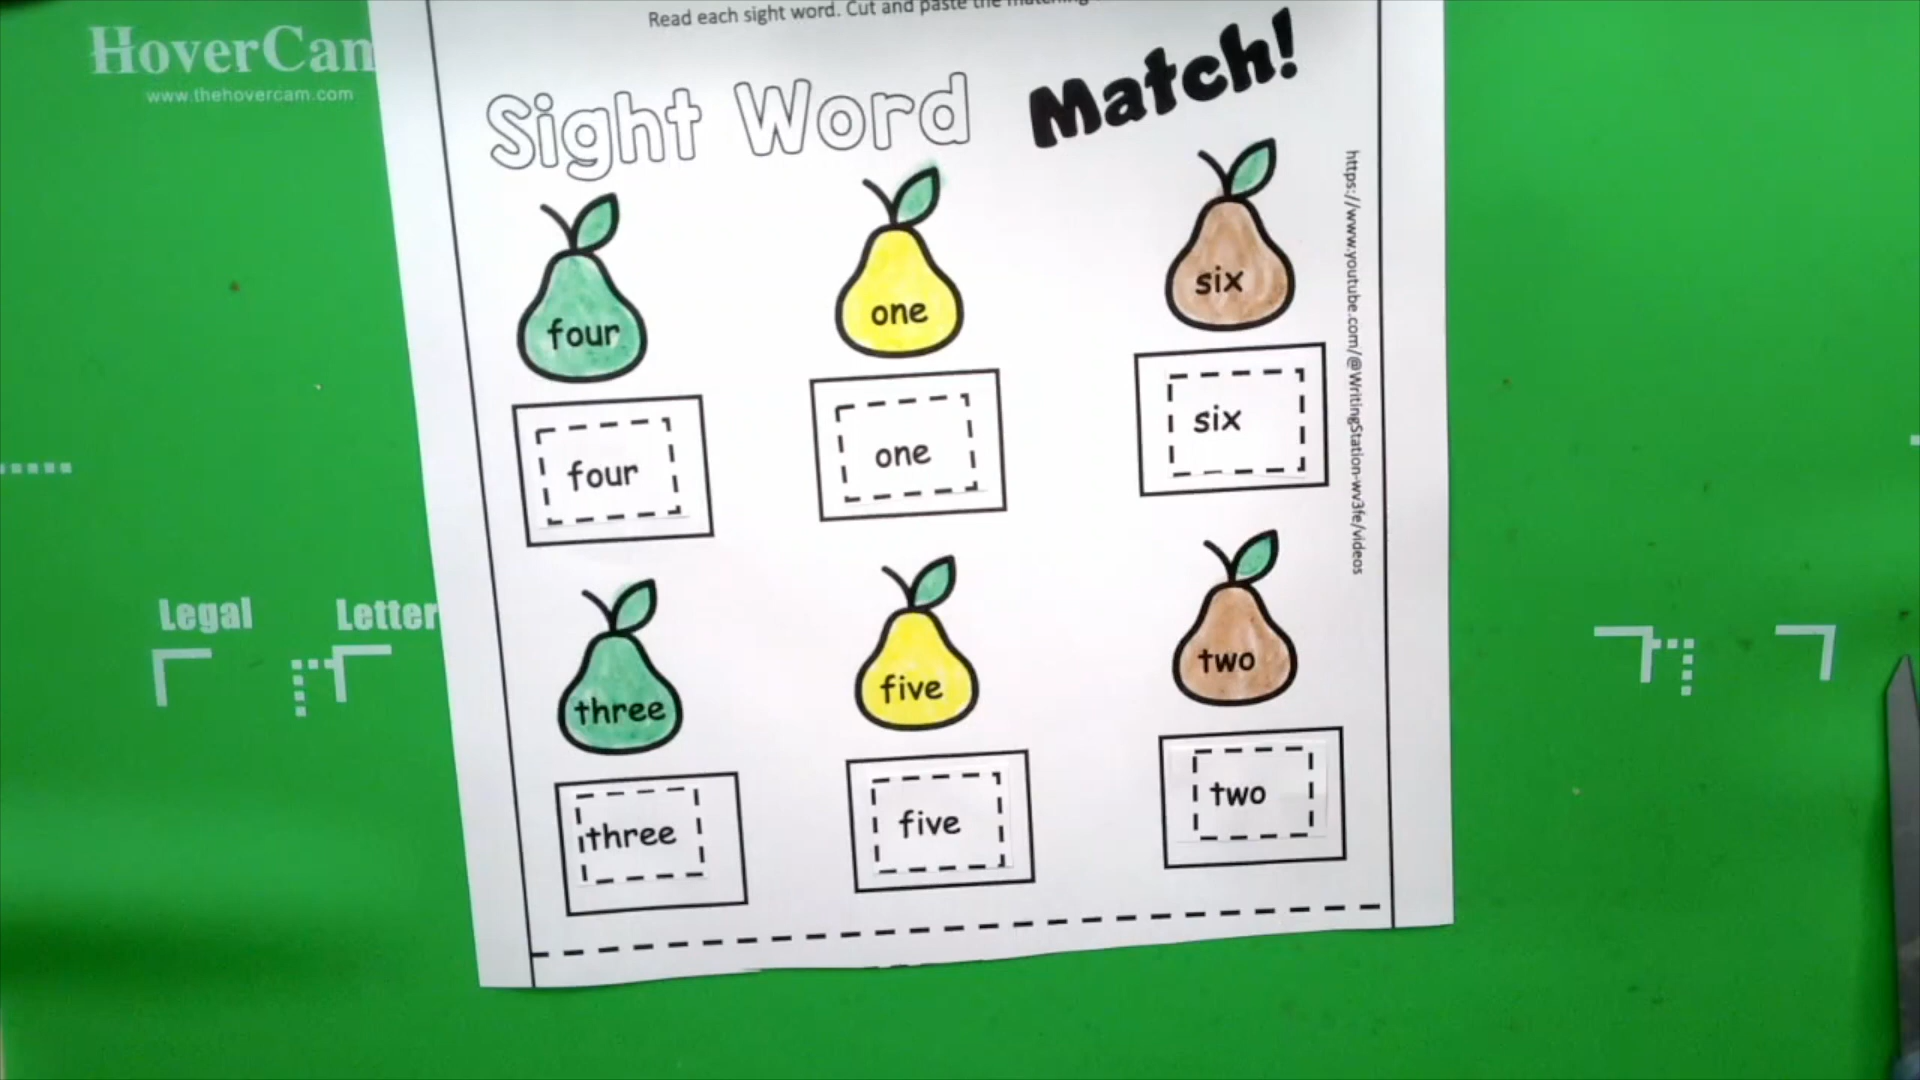 HoverCam
www.thehovercam.com
Read each sight word. Cut and paste the matching
Sight Word Match!
four
one
six
four
one
six
three
five
two
three
five
two
https://www.youtube.com/@WritingStation-wv3fe/videos
Legal
Letter